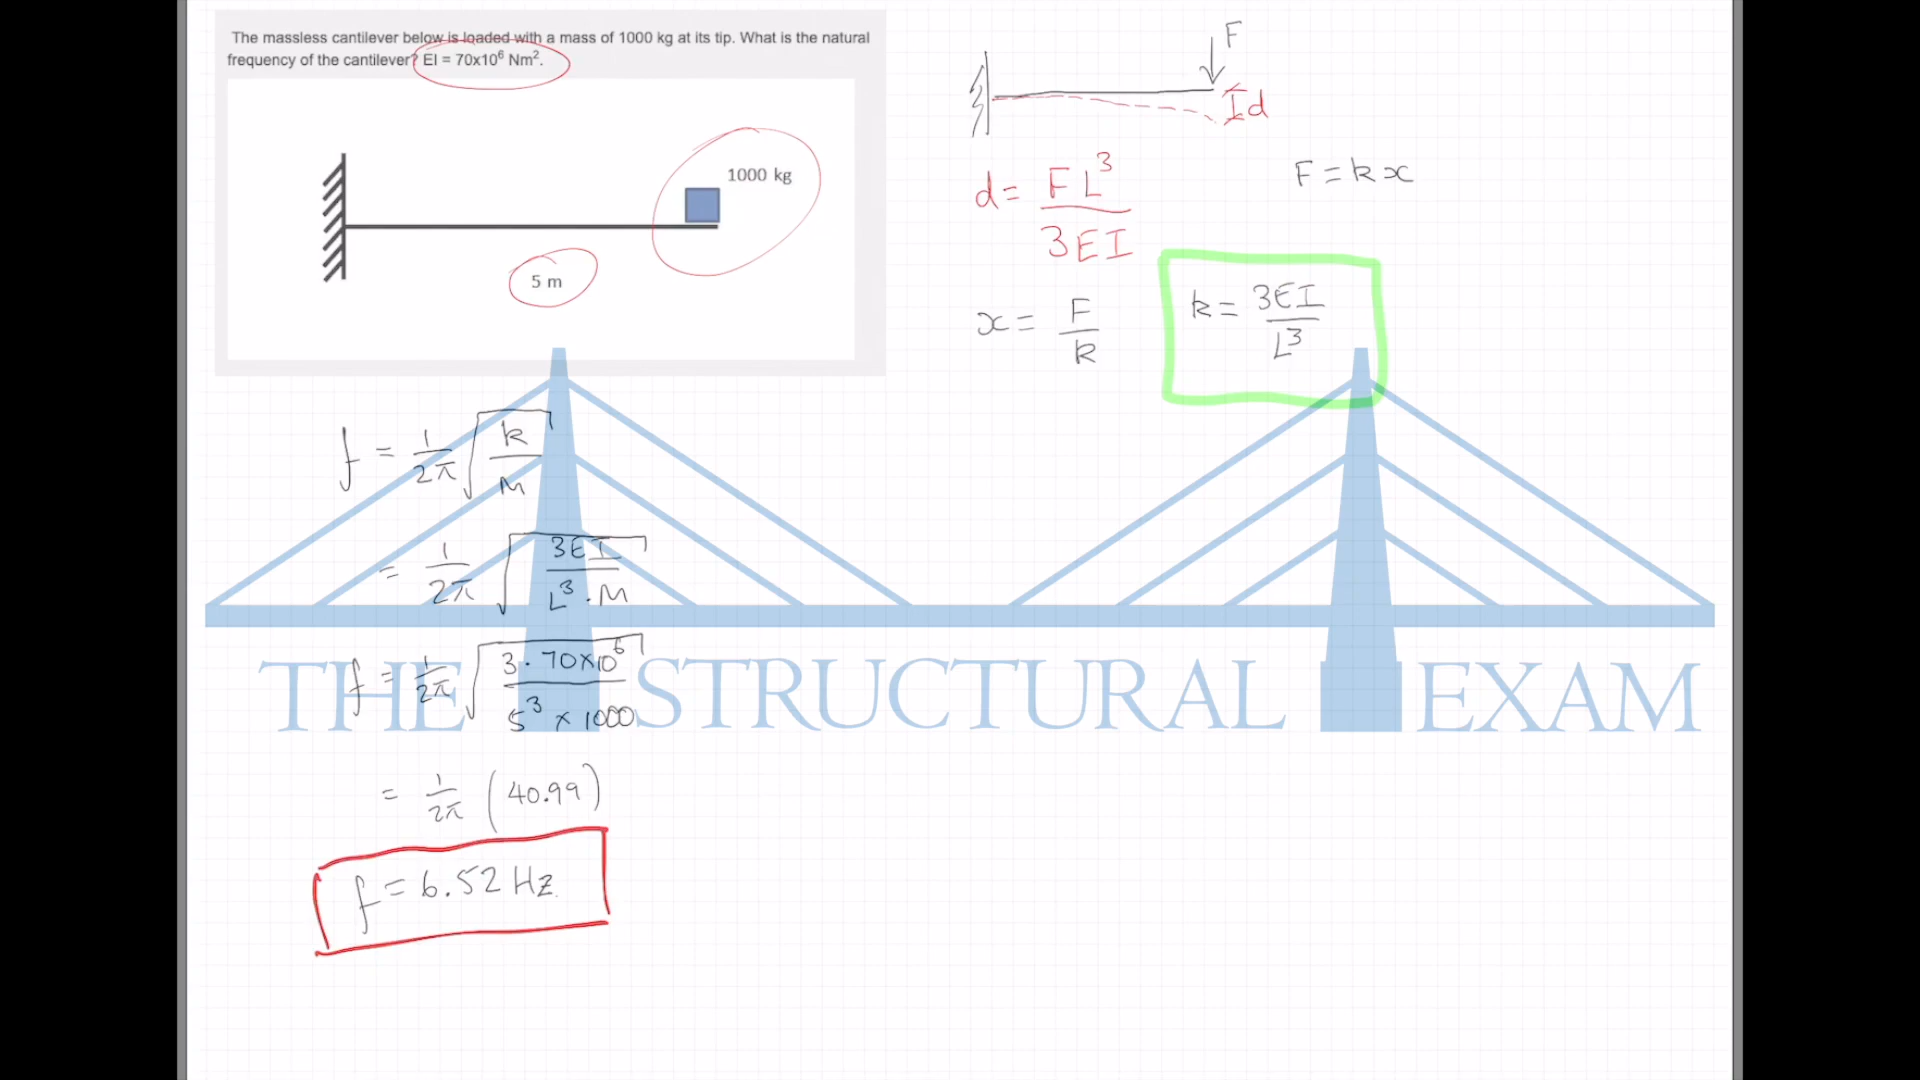 The massless cantilever below is loaded with a mass of 1000 kg at its tip. What is the natural
frequency of the cantilever? EI = 70x10⁶ Nm².
1000 kg
5 m
F
d
d = FL³/3EI
F = kx
x = F/k
k = 3EI/L³
f = 1/2π √(k/M)
= 1/2π √(3EI/L³·M)
f = 1/2π √(3·70×10⁶/5³×1000)
= 1/2π (40.99)
f = 6.52 Hz
THE STRUCTURAL EXAM